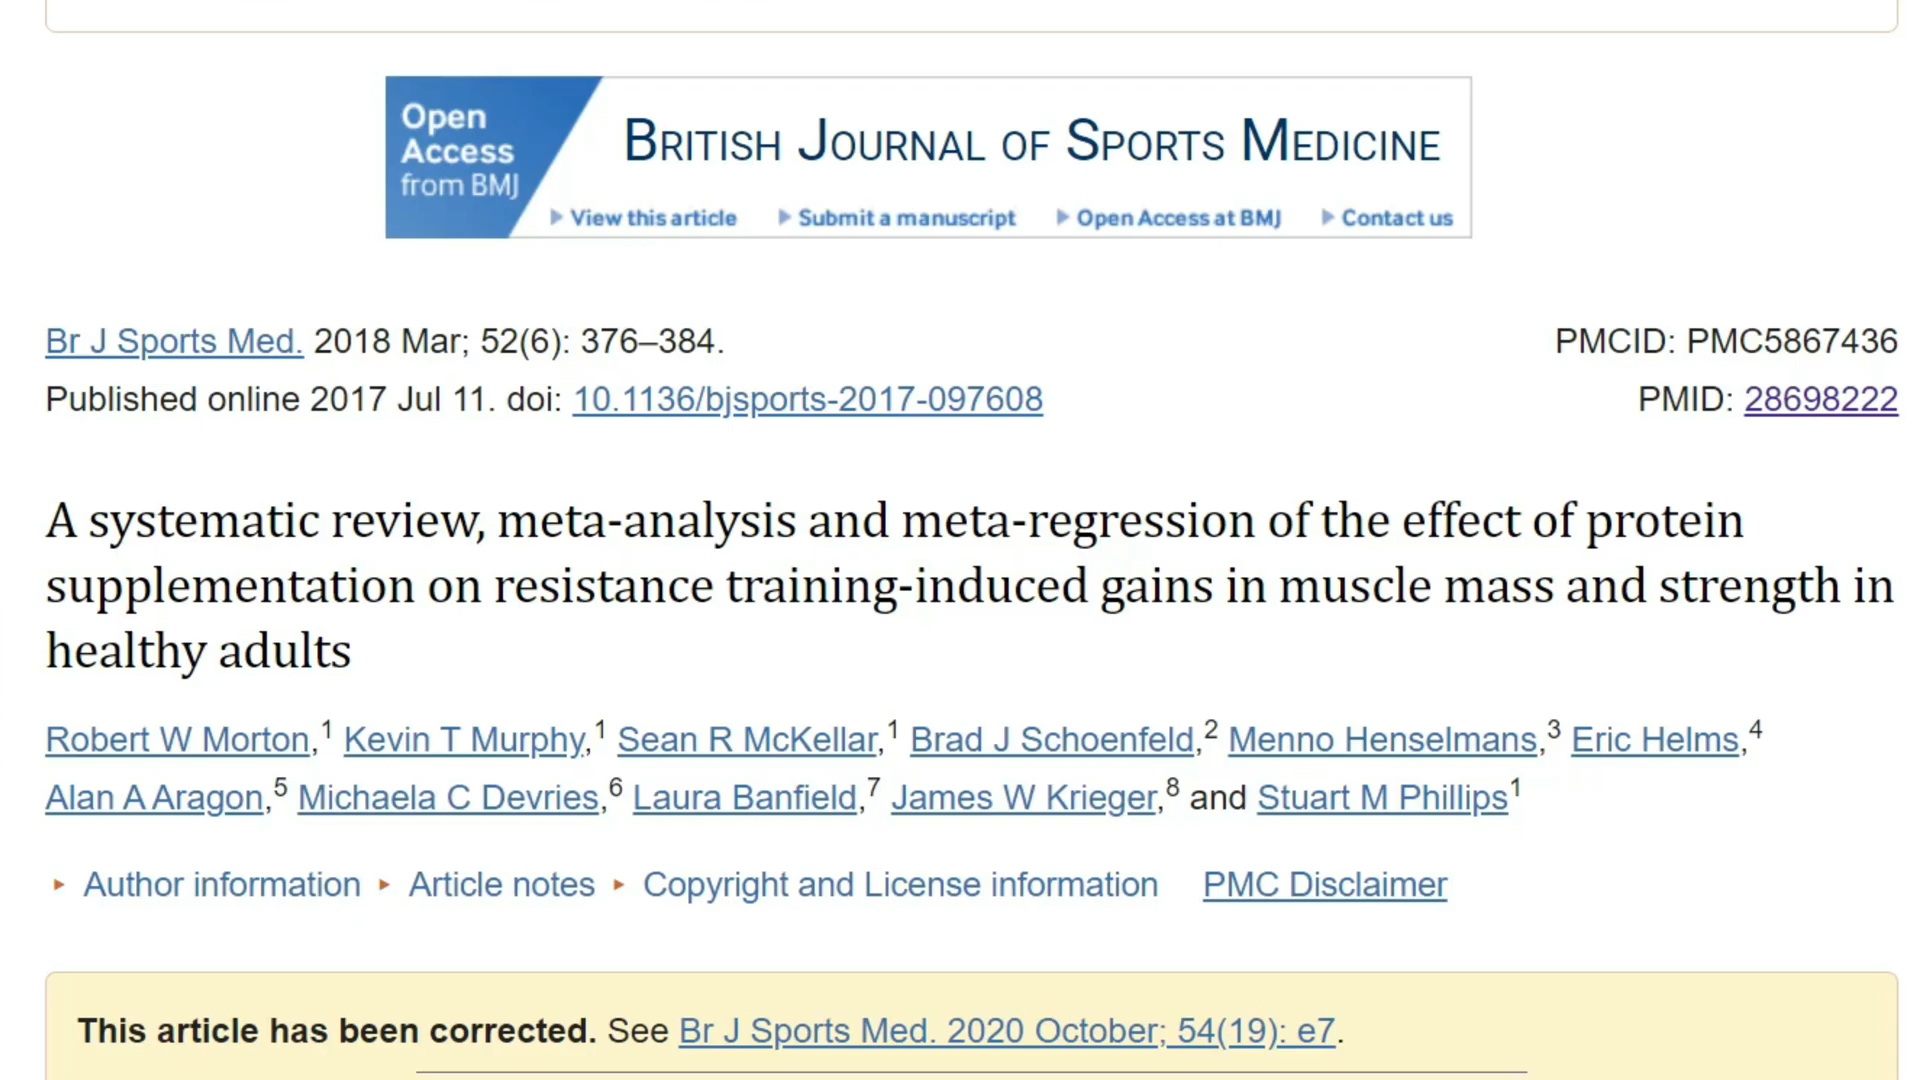 Open
Access
from BMJ
BRITISH JOURNAL OF SPORTS MEDICINE
View this article Submit a manuscript Open Access at BMJ Contact us
Br J Sports Med. 2018 Mar; 52(6): 376–384. PMCID: PMC5867436
Published online 2017 Jul 11. doi: 10.1136/bjsports-2017-097608 PMID: 28698222
A systematic review, meta-analysis and meta-regression of the effect of protein
supplementation on resistance training-induced gains in muscle mass and strength in
healthy adults
Robert W Morton,1 Kevin T Murphy,1 Sean R McKellar,1 Brad J Schoenfeld,2 Menno Henselmans,3 Eric Helms,4
Alan A Aragon,5 Michaela C Devries,6 Laura Banfield,7 James W Krieger,8 and Stuart M Phillips1
Author information Article notes Copyright and License information PMC Disclaimer
This article has been corrected. See Br J Sports Med. 2020 October; 54(19): e7.